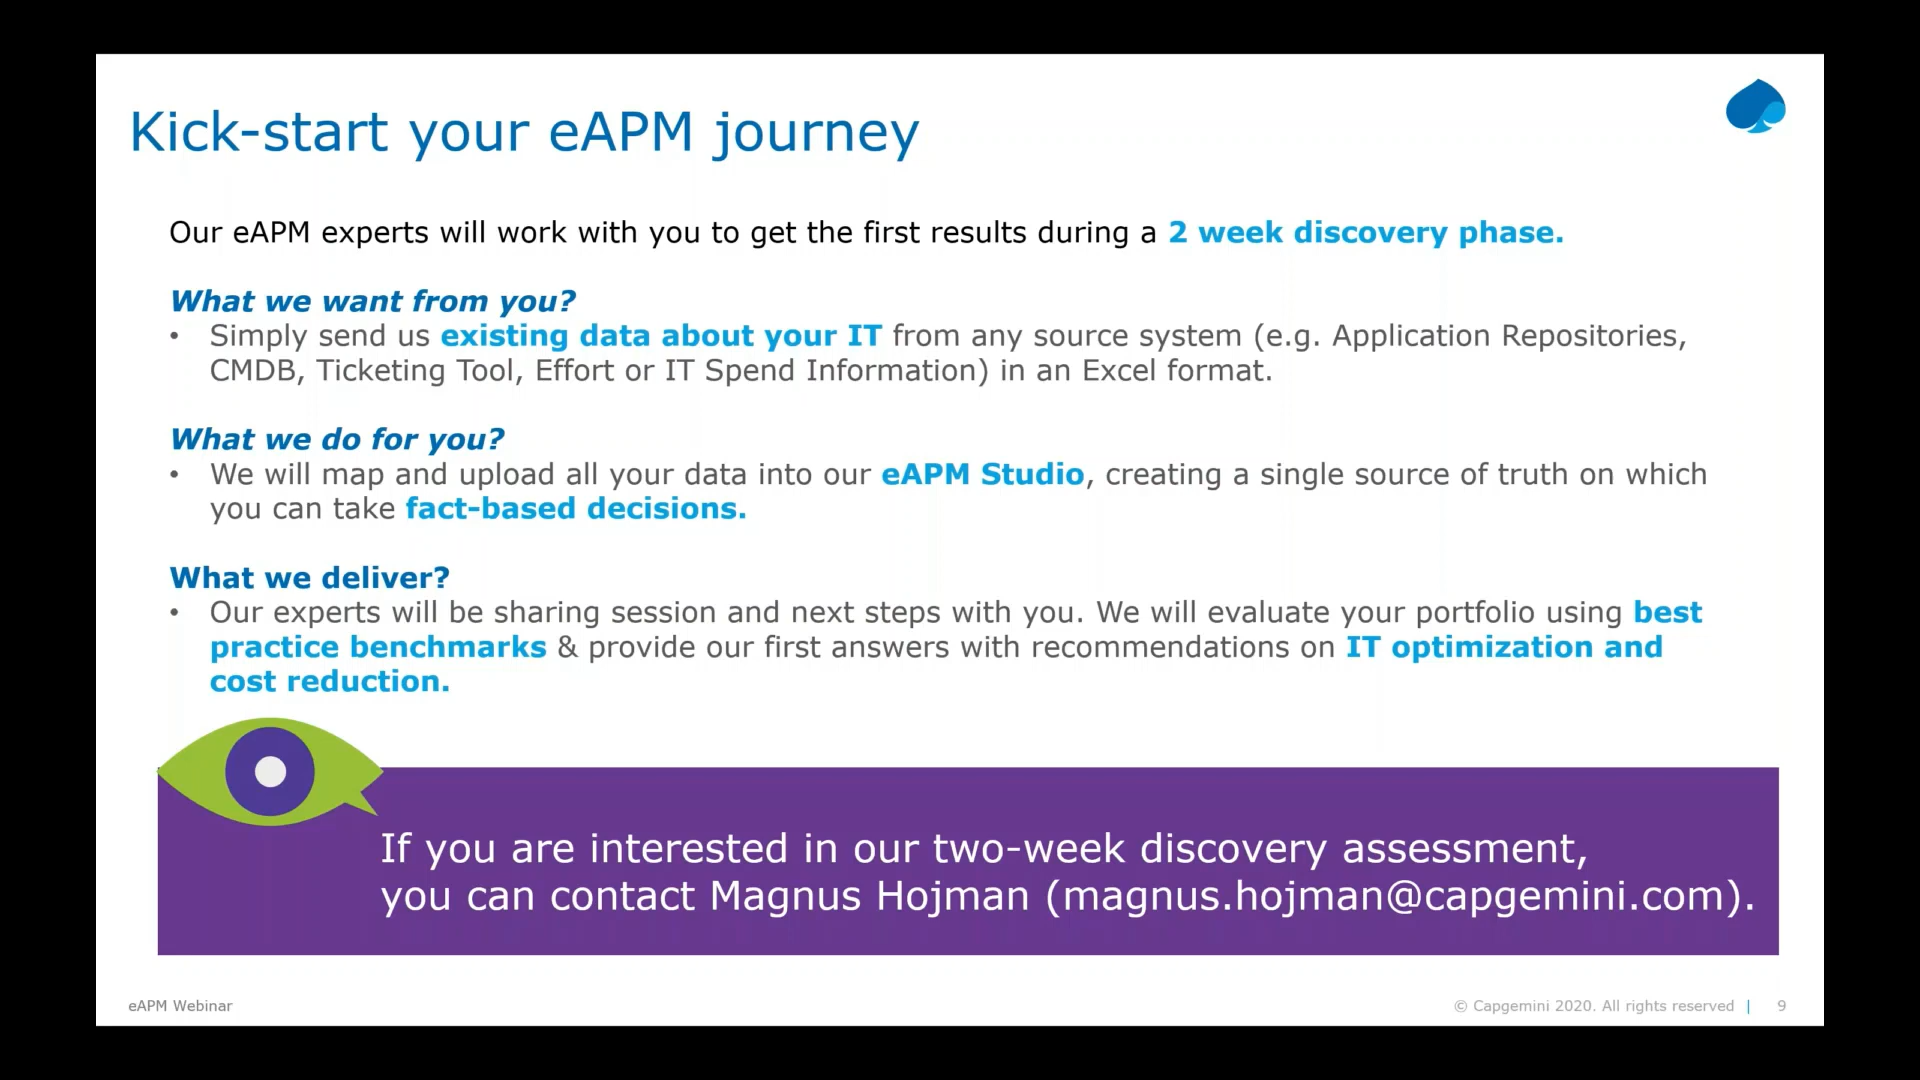 Kick-start your eAPM journey
Our eAPM experts will work with you to get the first results during a 2 week discovery phase.
What we want from you?
• Simply send us existing data about your IT from any source system (e.g. Application Repositories,
CMDB, Ticketing Tool, Effort or IT Spend Information) in an Excel format.
What we do for you?
• We will map and upload all your data into our eAPM Studio, creating a single source of truth on which
you can take fact-based decisions.
What we deliver?
• Our experts will be sharing session and next steps with you. We will evaluate your portfolio using best
practice benchmarks & provide our first answers with recommendations on IT optimization and
cost reduction.
If you are interested in our two-week discovery assessment,
you can contact Magnus Hojman (magnus.hojman@capgemini.com).
eAPM Webinar
© Capgemini 2020. All rights reserved | 9